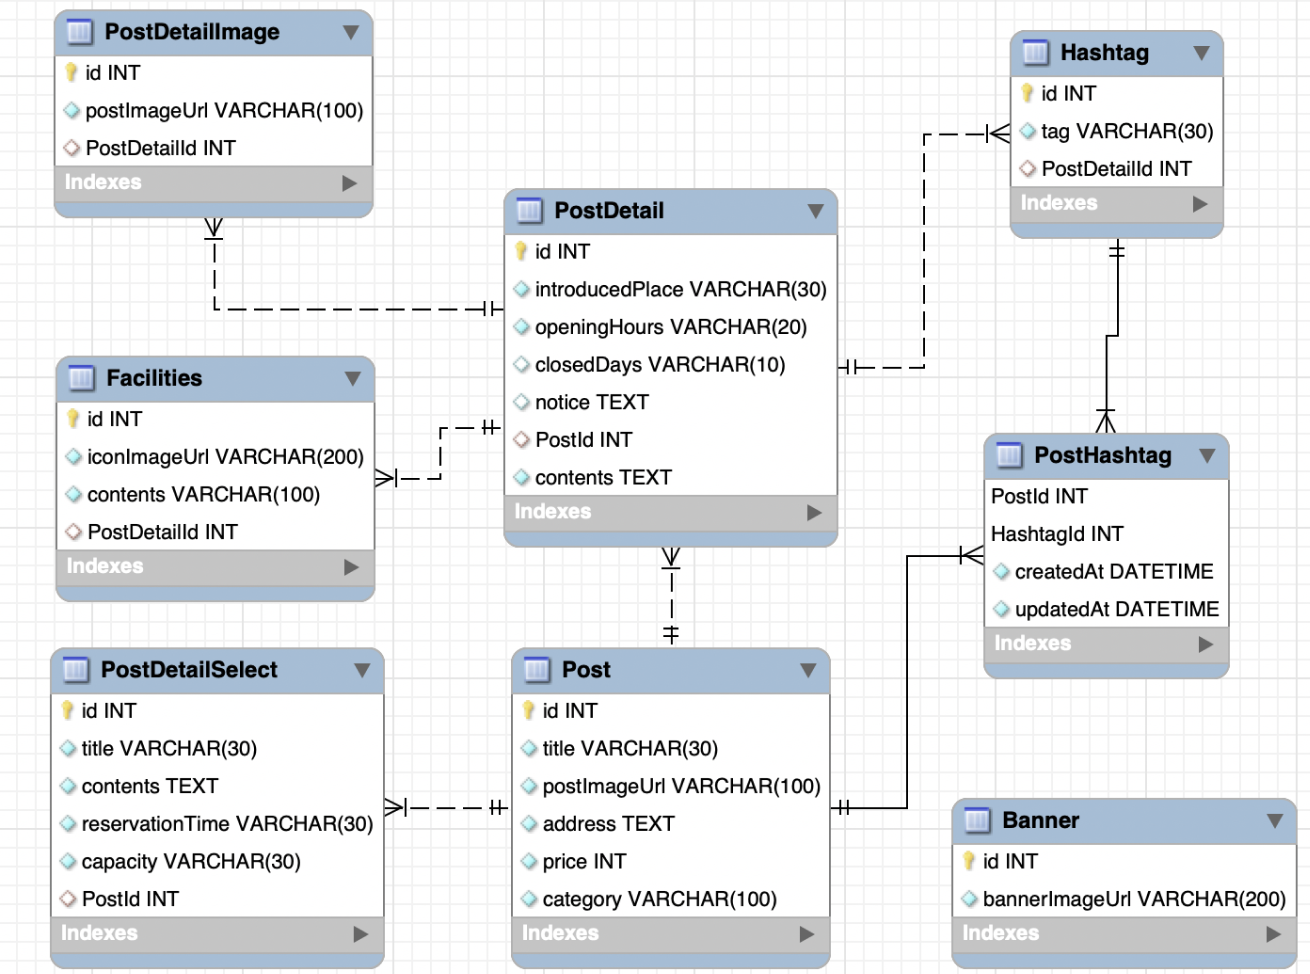 PostDetailImage
id INT
postImageUrl VARCHAR(100)
PostDetailId INT
Indexes
Hashtag
id INT
tag VARCHAR(30)
PostDetailId INT
Indexes
PostDetail
id INT
introducedPlace VARCHAR(30)
openingHours VARCHAR(20)
closedDays VARCHAR(10)
notice TEXT
PostId INT
contents TEXT
Indexes
Facilities
id INT
iconImageUrl VARCHAR(200)
contents VARCHAR(100)
PostDetailId INT
Indexes
PostHashtag
PostId INT
HashtagId INT
createdAt DATETIME
updatedAt DATETIME
Indexes
PostDetailSelect
id INT
title VARCHAR(30)
contents TEXT
reservationTime VARCHAR(30)
capacity VARCHAR(30)
PostId INT
Indexes
Post
id INT
title VARCHAR(30)
postImageUrl VARCHAR(100)
address TEXT
price INT
category VARCHAR(100)
Indexes
Banner
id INT
bannerImageUrl VARCHAR(200)
Indexes